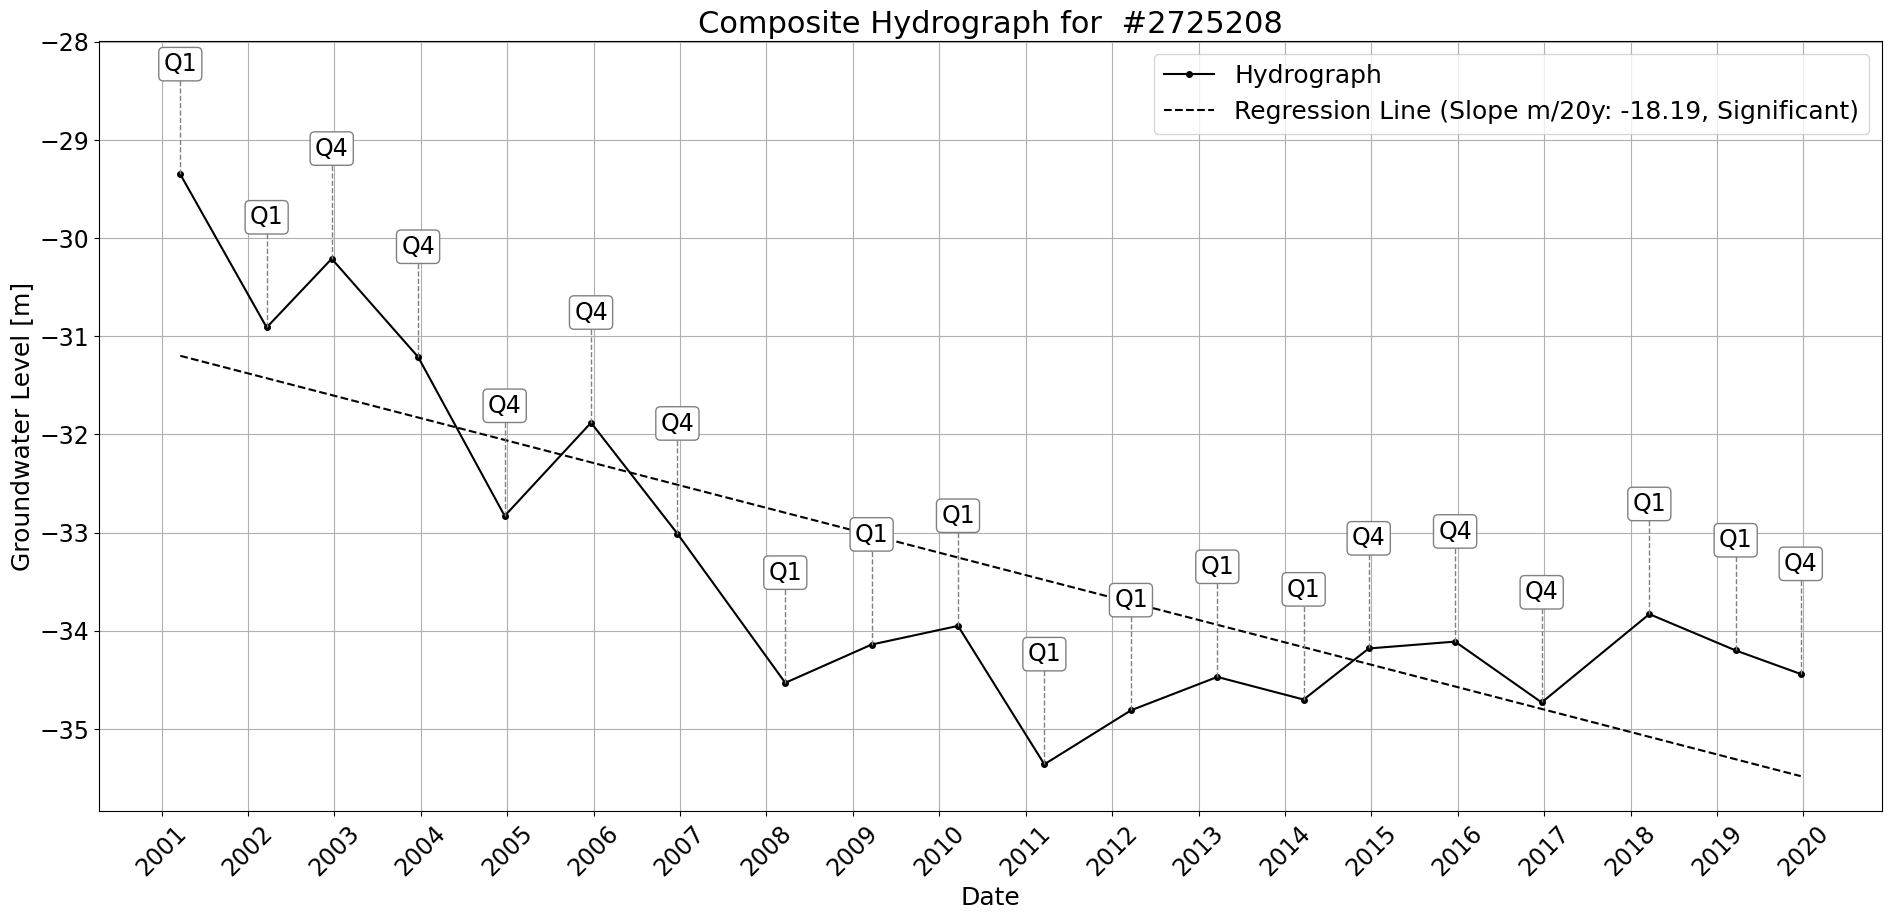 Composite Hydrograph for  #2725208
Hydrograph
Regression Line (Slope m/20y: -18.19, Significant)
Groundwater Level [m]
−28
−29
−30
−31
−32
−33
−34
−35
Q1
Q1
Q4
Q4
Q4
Q4
Q4
Q1
Q1
Q1
Q1
Q1
Q1
Q1
Q4
Q4
Q4
Q1
Q1
Q4
2001
2002
2003
2004
2005
2006
2007
2008
2009
2010
2011
2012
2013
2014
2015
2016
2017
2018
2019
2020
Date